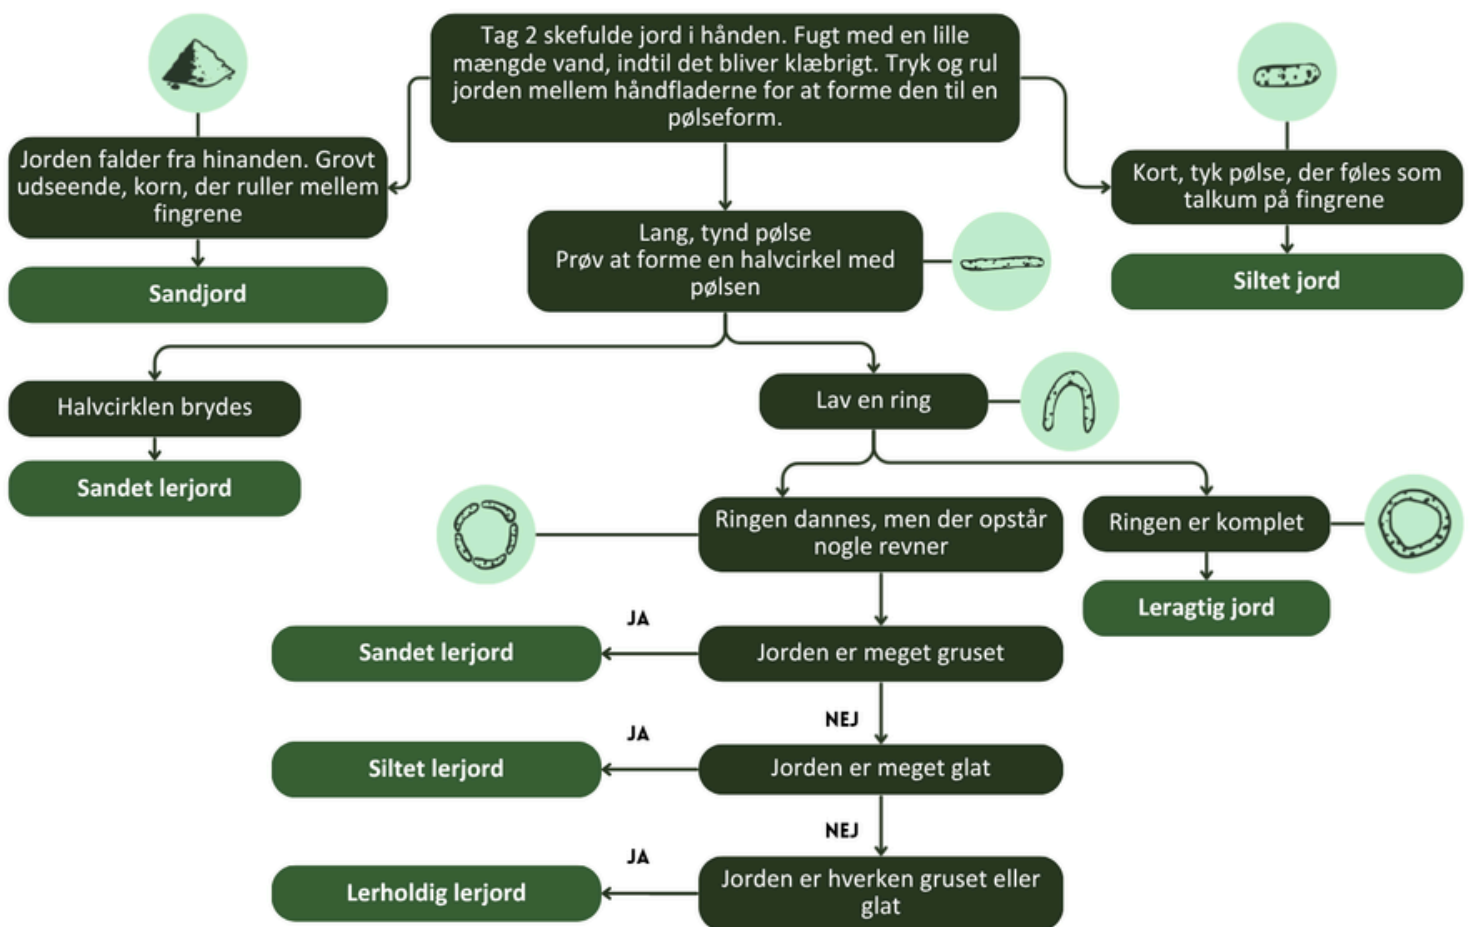 Tag 2 skefulde jord i hånden. Fugt med en lille
mængde vand, indtil det bliver klæbrigt. Tryk og rul
jorden mellem håndfladerne for at forme den til en
pølseform.
Jorden falder fra hinanden. Grovt
udseende, korn, der ruller mellem
fingrene
Sandjord
Lang, tynd pølse
Prøv at forme en halvcirkel med
pølsen
Kort, tyk pølse, der føles som
talkum på fingrene
Siltet jord
Halvcirklen brydes
Sandet lerjord
Lav en ring
Ringen dannes, men der opstår
nogle revner
Ringen er komplet
Leragtig jord
Jorden er meget gruset
JA
Sandet lerjord
NEJ
Jorden er meget glat
JA
Siltet lerjord
NEJ
Jorden er hverken gruset eller
glat
JA
Lerholdig lerjord